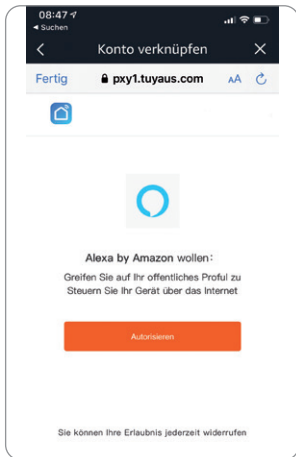 08:47
◀ Suchen
Konto verknüpfen
Fertig
pxy1.tuyaus.com
AA
Alexa by Amazon wollen:
Greifen Sie auf Ihr offentliches Proful zu
Steuern Sie Ihr Gerät über das Internet
Autorisieren
Sie können Ihre Erlaubnis jederzeit widerrufen